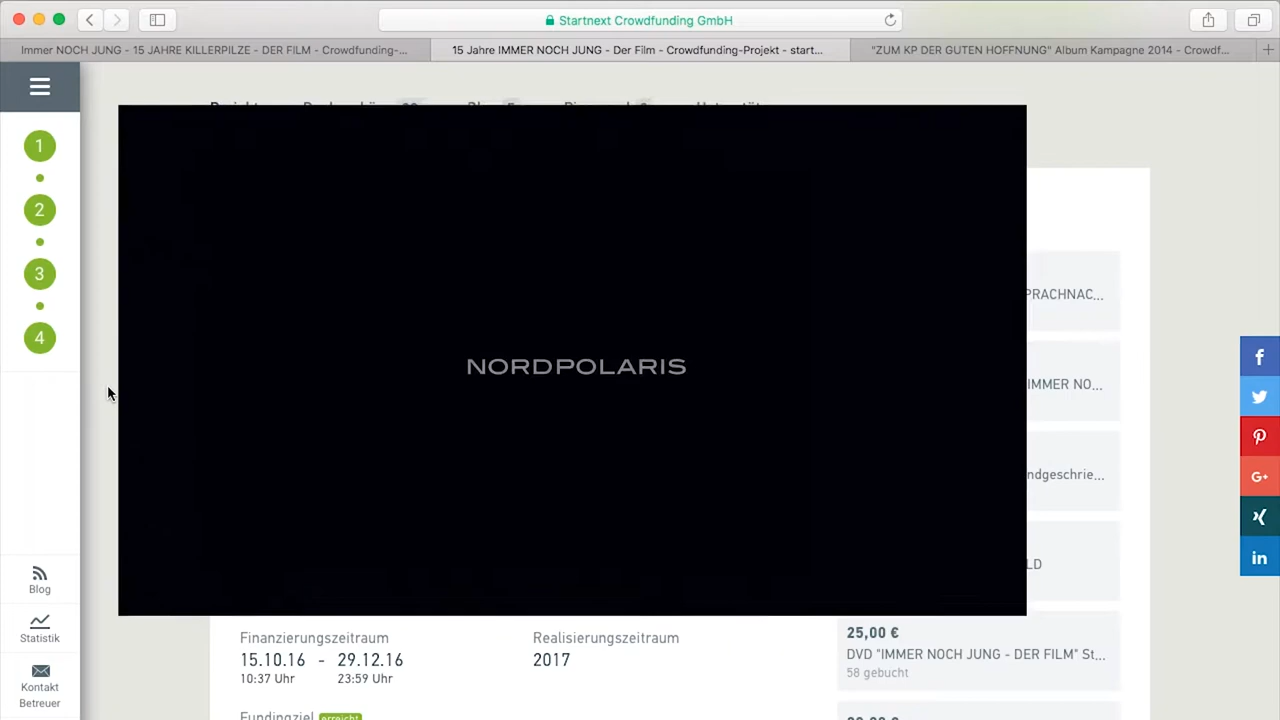 Startnext Crowdfunding GmbH
Immer NOCH JUNG - 15 JAHRE KILLERPILZE - DER FILM - Crowdfunding-...
15 Jahre IMMER NOCH JUNG - Der Film - Crowdfunding-Projekt - start...
"ZUM KP DER GUTEN HOFFNUNG" Album Kampagne 2014 - Crowdf...
1
2
3
4
NORDPOLARIS
PRACHNAC...
IMMER NO...
ndgeschrie...
LD
Blog
Statistik
Kontakt
Betreuer
Finanzierungszeitraum
15.10.16 - 29.12.16
10:37 Uhr 23:59 Uhr
Realisierungszeitraum
2017
Fundingziel erreicht
25,00 €
DVD "IMMER NOCH JUNG - DER FILM" St...
58 gebucht